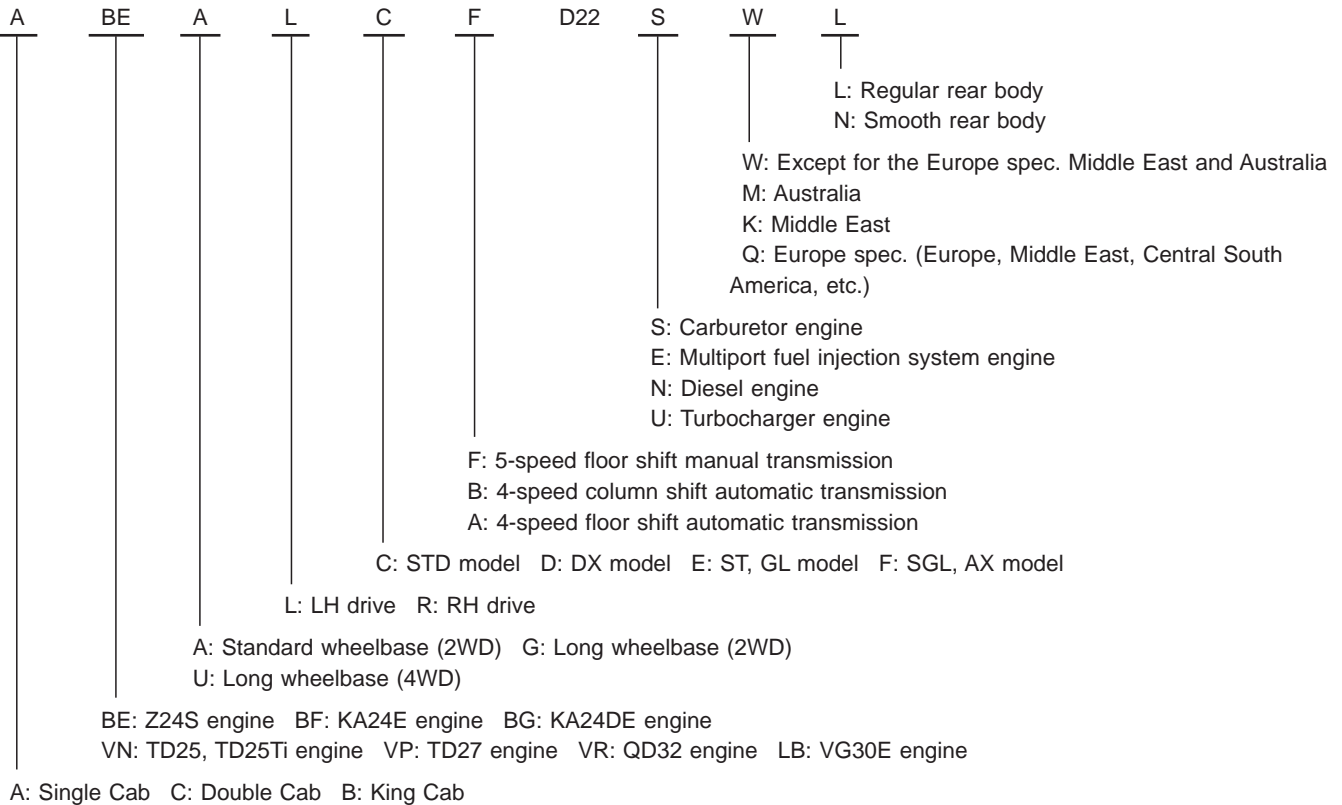 A BE A L C F D22 S W L
L: Regular rear body
N: Smooth rear body
W: Except for the Europe spec. Middle East and Australia
M: Australia
K: Middle East
Q: Europe spec. (Europe, Middle East, Central South
America, etc.)
S: Carburetor engine
E: Multiport fuel injection system engine
N: Diesel engine
U: Turbocharger engine
F: 5-speed floor shift manual transmission
B: 4-speed column shift automatic transmission
A: 4-speed floor shift automatic transmission
C: STD model D: DX model E: ST, GL model F: SGL, AX model
L: LH drive R: RH drive
A: Standard wheelbase (2WD) G: Long wheelbase (2WD)
U: Long wheelbase (4WD)
BE: Z24S engine BF: KA24E engine BG: KA24DE engine
VN: TD25, TD25Ti engine VP: TD27 engine VR: QD32 engine LB: VG30E engine
A: Single Cab C: Double Cab B: King Cab